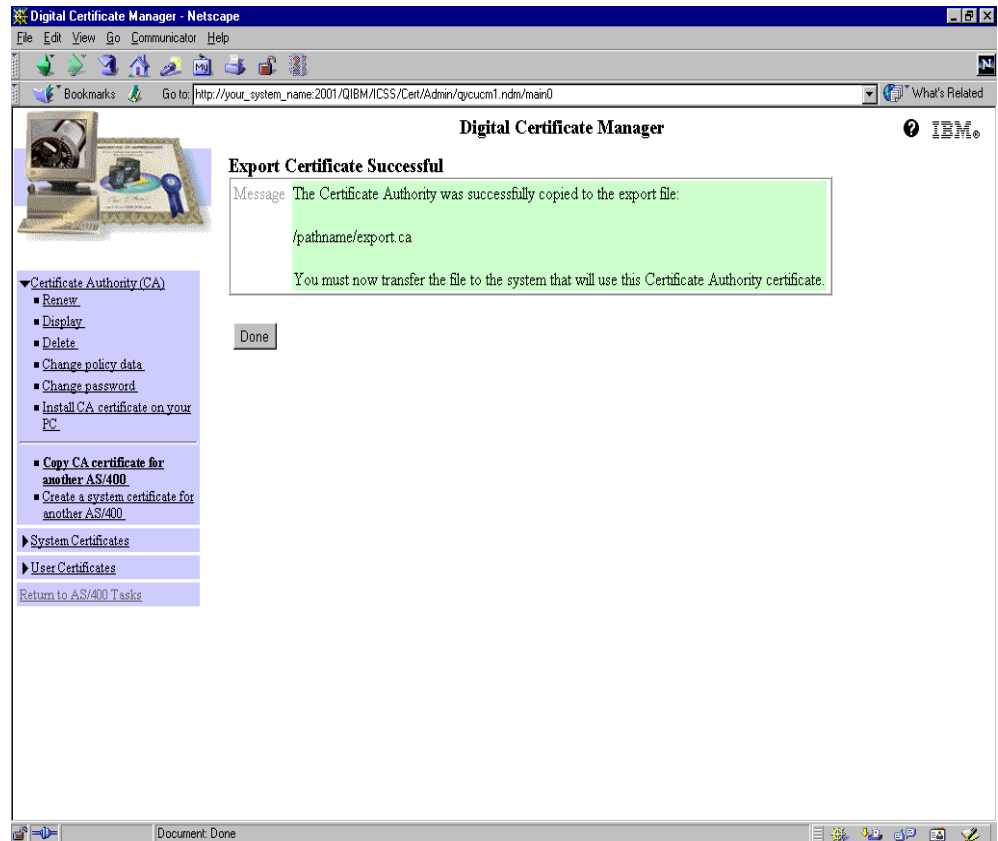 Digital Certificate Manager - Netscape
File Edit View Go Communicator Help
My
N
Bookmarks Go to: http://your_system_name:2001/QIBM/ICSS/Cert/Admin/qycucm1.ndm/main0 What's Related
Digital Certificate Manager
IBM®
Export Certificate Successful
Message The Certificate Authority was successfully copied to the export file:
/pathname/export.ca
You must now transfer the file to the system that will use this Certificate Authority certificate.
Done
Certificate Authority (CA)
Renew
Display
Delete
Change policy data
Change password
Install CA certificate on your
PC
Copy CA certificate for
another AS/400
Create a system certificate for
another AS/400
System Certificates
User Certificates
Return to AS/400 Tasks
Document: Done